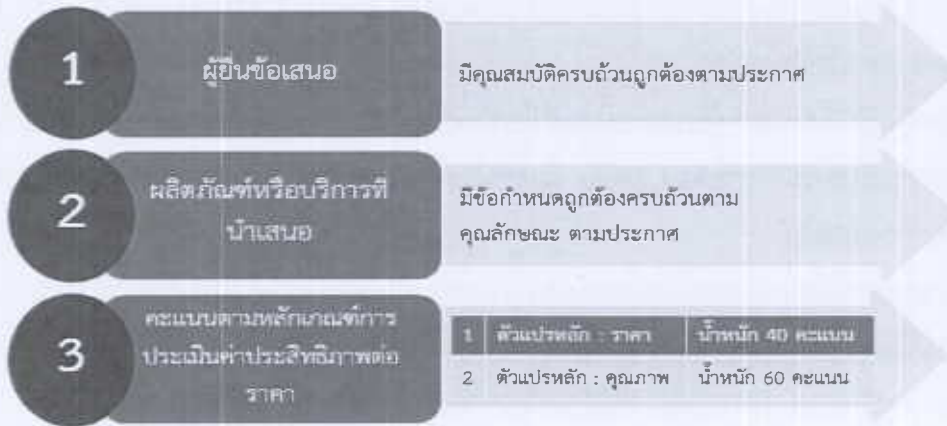 1
ผู้ยื่นข้อเสนอ
มีคุณสมบัติครบถ้วนถูกต้องตามประกาศ
2
ผลิตภัณฑ์หรือบริการที่
นำเสนอ
มีข้อกำหนดถูกต้องครบถ้วนตาม
คุณลักษณะ ตามประกาศ
3
คะแนนตามหลักเกณฑ์การ
ประเมินค่าประสิทธิภาพต่อ
ราคา
1 ตัวแปรหลัก : ราคา น้ำหนัก 40 คะแนน
2 ตัวแปรหลัก : คุณภาพ น้ำหนัก 60 คะแนน